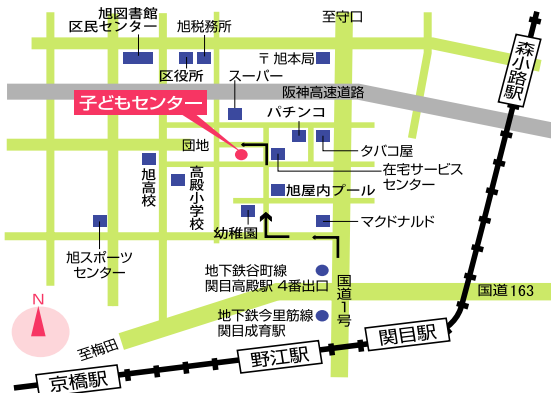 旭図書館
区民センター
旭税務所
至守口
森小路駅
区役所
〒旭本局
スーパー
阪神高速道路
子どもセンター
パチンコ
団地
タバコ屋
在宅サービス
センター
旭高校
高殿小学校
旭屋内プール
幼稚園
マクドナルド
旭スポーツ
センター
地下鉄谷町線
関目高殿駅 4番出口
国道1号
国道163
地下鉄今里筋線
関目成育駅
N
至梅田
関目駅
野江駅
京橋駅